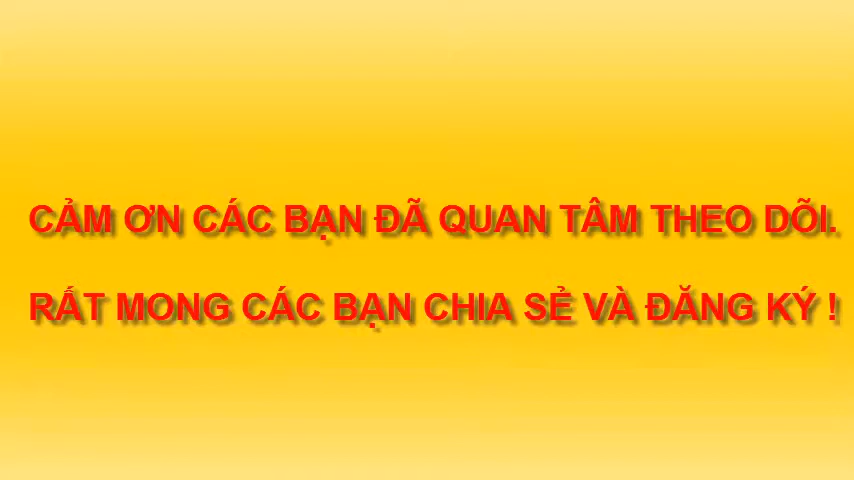 CẢM ƠN CÁC BẠN ĐÃ QUAN TÂM THEO DÕI.
RẤT MONG CÁC BẠN CHIA SẺ VÀ ĐĂNG KÝ !